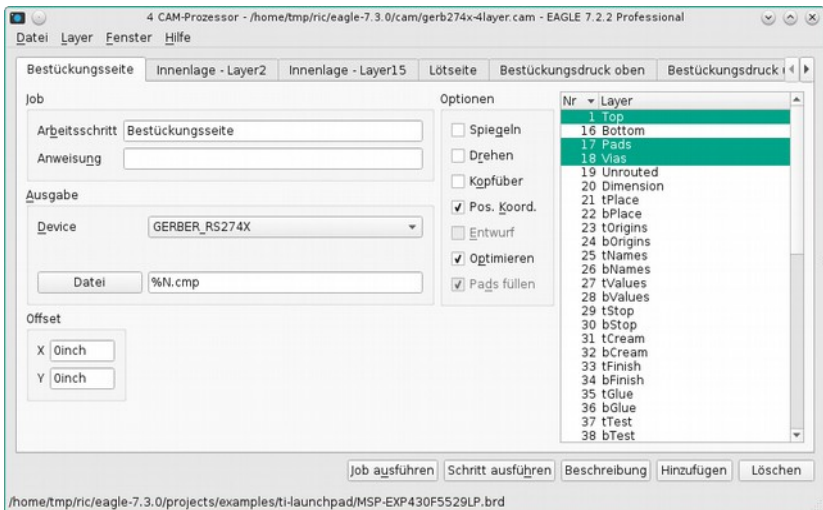 4 CAM-Prozessor - /home/tmp/ric/eagle-7.3.0/cam/gerb274x-4layer.cam - EAGLE 7.2.2 Professional
Datei Layer Fenster Hilfe
Bestückungsseite Innenlage - Layer2 Innenlage - Layer15 Lötseite Bestückungsdruck oben Bestückungsdruck
Job
Arbeitsschritt Bestückungsseite
Anweisung
Ausgabe
Device GERBER_RS274X
Datei %N.cmp
Offset
X 0inch
Y 0inch
Optionen
Spiegeln
Drehen
Kopfüber
Pos. Koord.
Entwurf
Optimieren
Pads füllen
Nr Layer
1 Top
16 Bottom
17 Pads
18 Vias
19 Unrouted
20 Dimension
21 tPlace
22 bPlace
23 tOrigins
24 bOrigins
25 tNames
26 bNames
27 tValues
28 bValues
29 tStop
30 bStop
31 tCream
32 bCream
33 tFinish
34 bFinish
35 tGlue
36 bGlue
37 tTest
38 bTest
Job ausführen Schritt ausführen Beschreibung Hinzufügen Löschen
/home/tmp/ric/eagle-7.3.0/projects/examples/ti-launchpad/MSP-EXP430F5529LP.brd